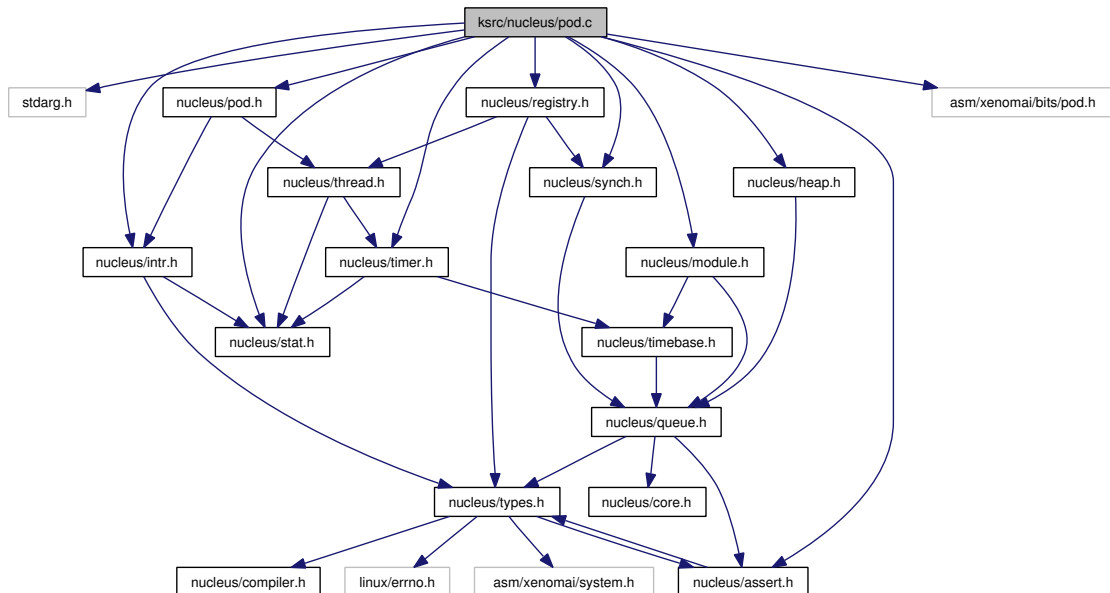 ksrc/nucleus/pod.c
stdarg.h
nucleus/pod.h
nucleus/registry.h
asm/xenomai/bits/pod.h
nucleus/thread.h
nucleus/synch.h
nucleus/heap.h
nucleus/intr.h
nucleus/timer.h
nucleus/module.h
nucleus/stat.h
nucleus/timebase.h
nucleus/queue.h
nucleus/types.h
nucleus/core.h
nucleus/compiler.h
linux/errno.h
asm/xenomai/system.h
nucleus/assert.h